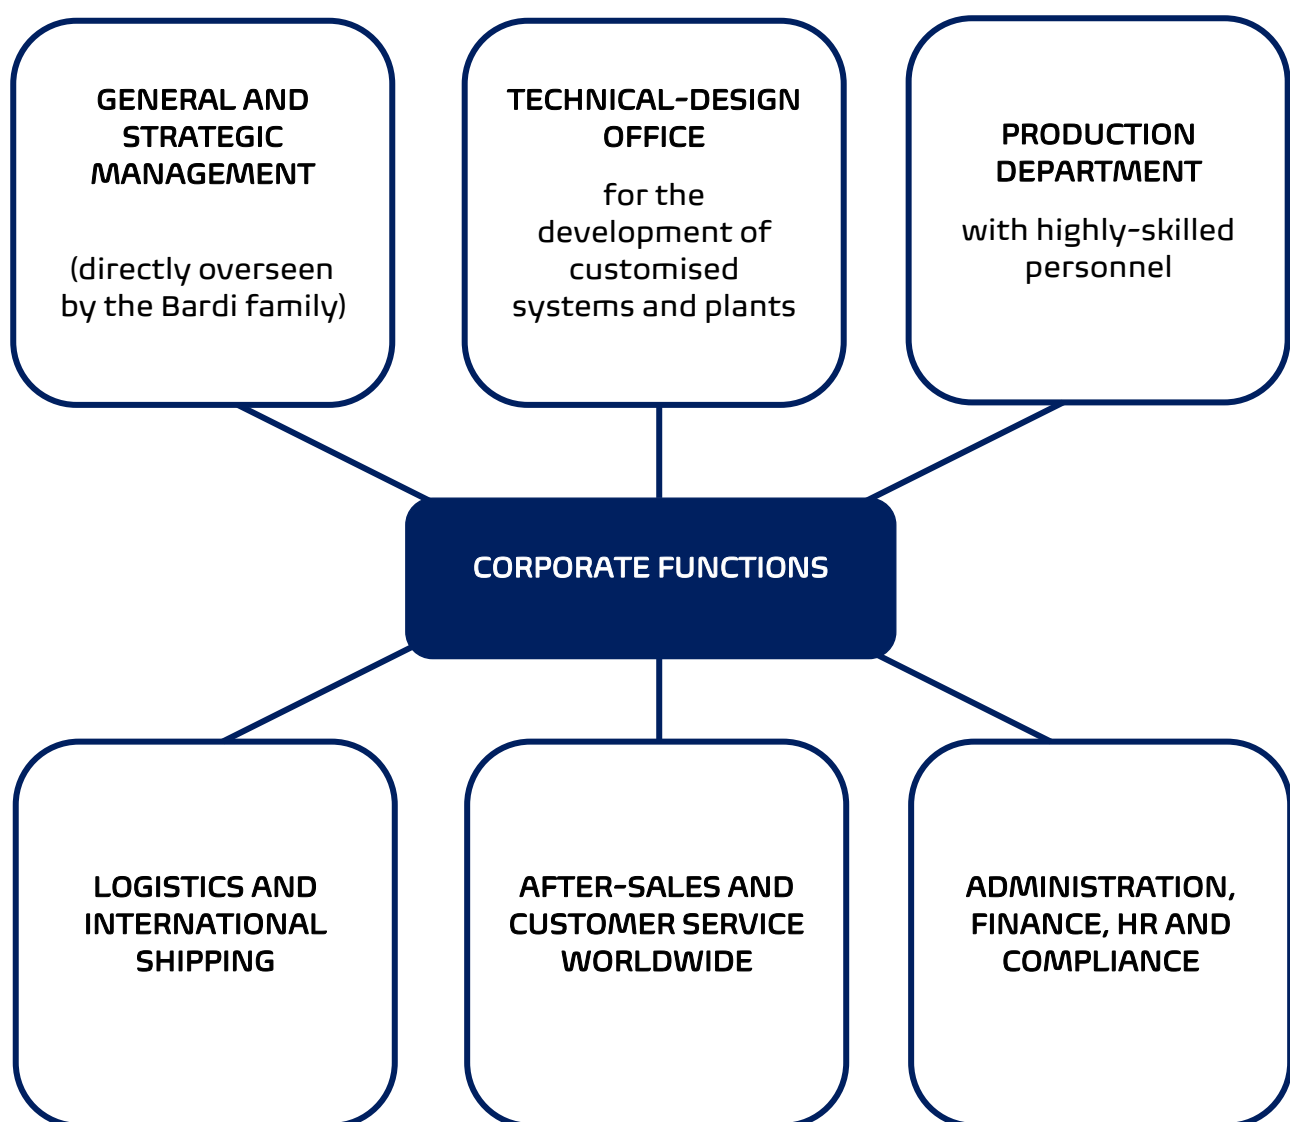 GENERAL AND
STRATEGIC
MANAGEMENT
(directly overseen
by the Bardi family)
TECHNICAL-DESIGN
OFFICE
for the
development of
customised
systems and plants
PRODUCTION
DEPARTMENT
with highly-skilled
personnel
CORPORATE FUNCTIONS
LOGISTICS AND
INTERNATIONAL
SHIPPING
AFTER-SALES AND
CUSTOMER SERVICE
WORLDWIDE
ADMINISTRATION,
FINANCE, HR AND
COMPLIANCE